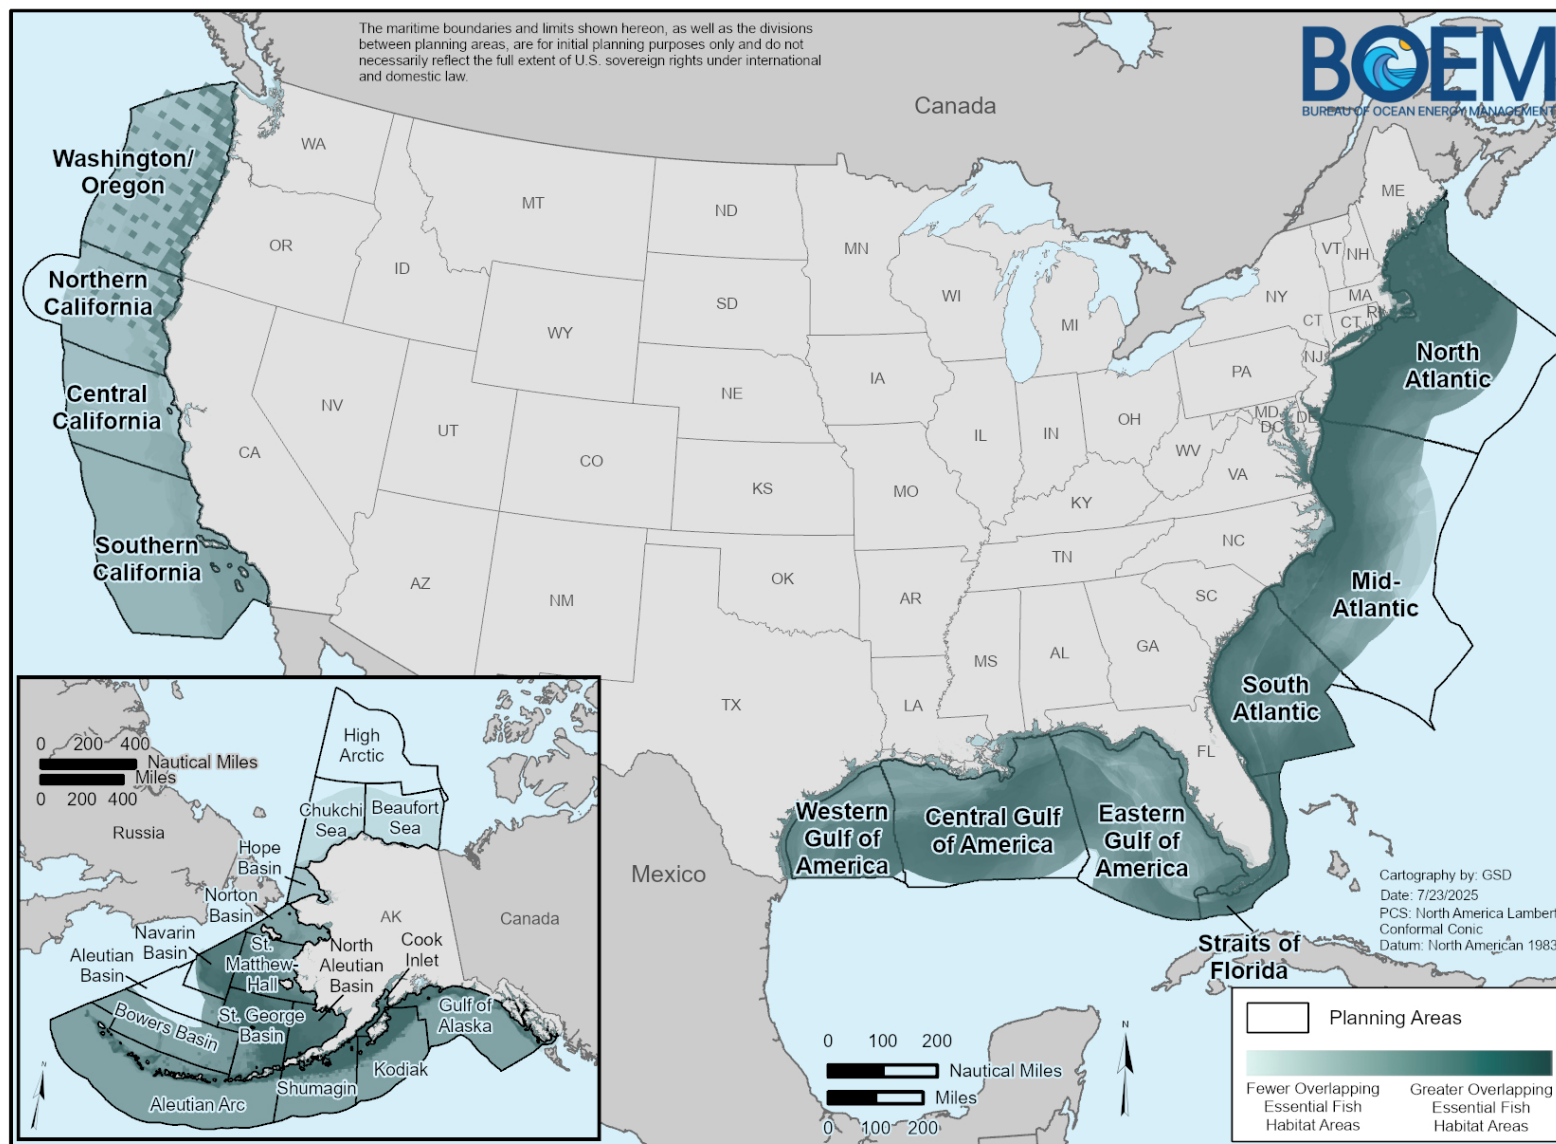 The maritime boundaries and limits shown hereon, as well as the divisions
between planning areas, are for initial planning purposes only and do not
necessarily reflect the full extent of U.S. sovereign rights under international
and domestic law.
BOEM
BUREAU OF OCEAN ENERGY MANAGEMENT
Canada
Washington/
Oregon
Northern
California
Central
California
Southern
California
WA
OR
ID
MT
ND
MN
SD
WY
NE
IA
WI
MI
NV
UT
CO
CA
KS
MO
IL
IN
OH
PA
NY
VT
NH
ME
MA
CT
CT
RI
NJ
MD
DE
DC
WV
VA
KY
TN
NC
SC
AZ
NM
OK
AR
MS
AL
GA
TX
LA
FL
North
Atlantic
Mid-
Atlantic
South
Atlantic
Western
Gulf of
America
Central Gulf
of America
Eastern
Gulf of
America
Straits of
Florida
Mexico
0 200 400
Nautical Miles
Miles
0 200 400
High
Arctic
Chukchi
Sea
Beaufort
Sea
Russia
Hope
Basin
Norton
Basin
Navarin
Basin
Aleutian
Basin
AK
Canada
St.
Matthew-
Hall
North
Aleutian
Basin
Cook
Inlet
Bowers Basin
St. George
Basin
Gulf of
Alaska
Kodiak
Shumagin
Aleutian Arc
N
0 100 200
Nautical Miles
Miles
0 100 200
N
Cartography by: GSD
Date: 7/23/2025
PCS: North America Lambert
Conformal Conic
Datum: North American 1983
Planning Areas
Fewer Overlapping
Essential Fish
Habitat Areas
Greater Overlapping
Essential Fish
Habitat Areas